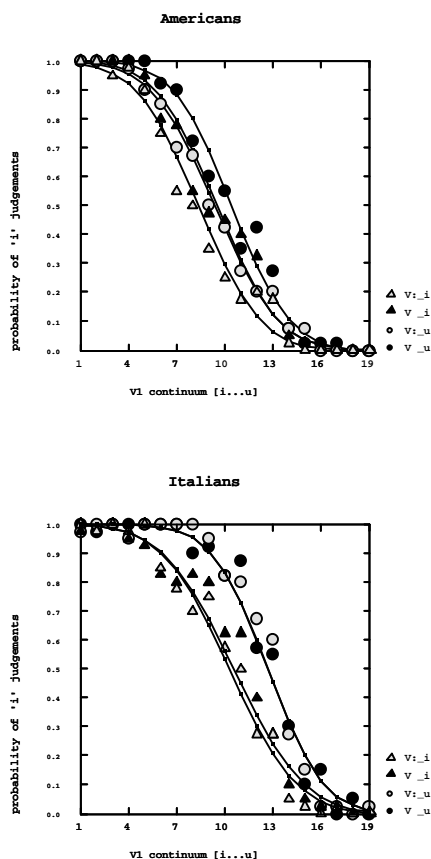 Americans
probability of 'i' judgements
1.0
0.9
0.8
0.7
0.6
0.5
0.4
0.3
0.2
0.1
0.0
1 4 7 10 13 16 19
V1 continuum [i...u]
V:_i
V _i
V:_u
V _u
Italians
probability of 'i' judgements
1.0
0.9
0.8
0.7
0.6
0.5
0.4
0.3
0.2
0.1
0.0
1 4 7 10 13 16 19
V1 continuum [i...u]
V:_i
V _i
V:_u
V _u